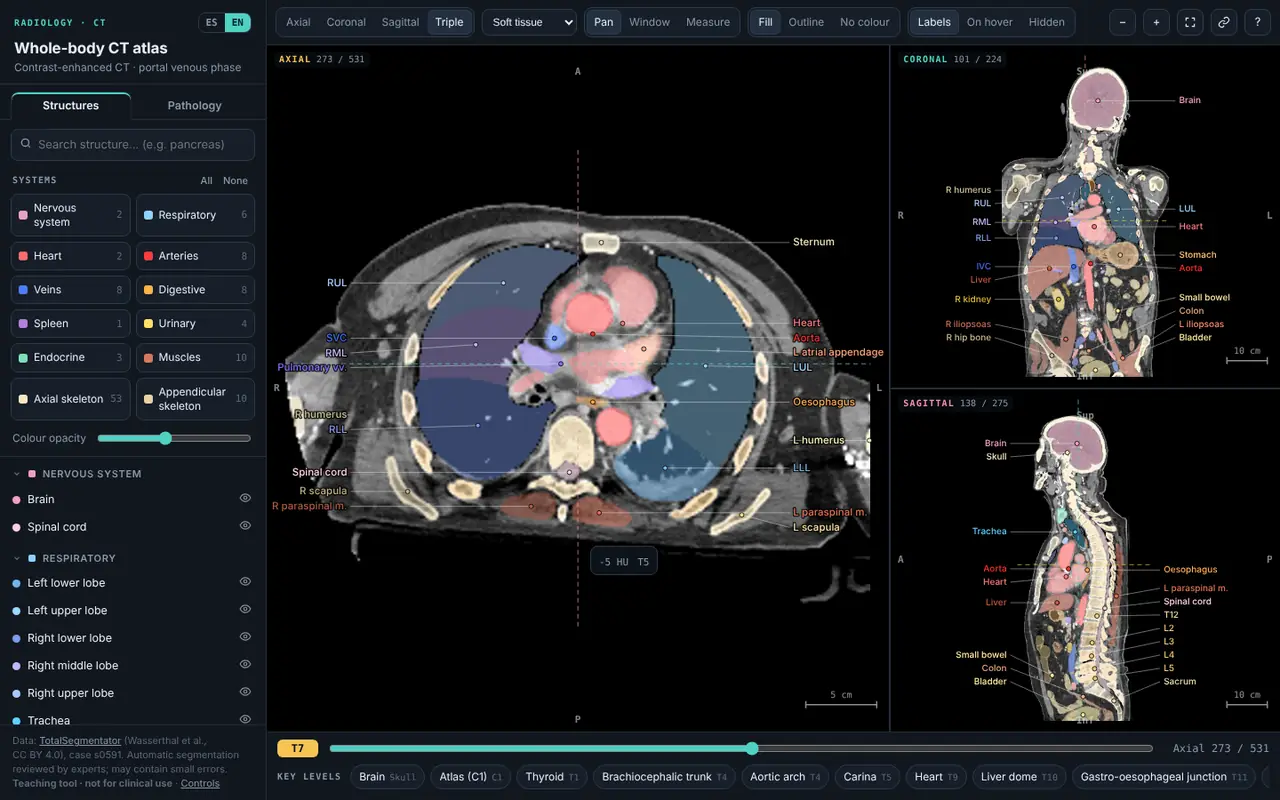 RADIOLOGY · CT
ES EN
Whole-body CT atlas
Contrast-enhanced CT · portal venous phase
Structures Pathology
Search structure... (e.g. pancreas)
SYSTEMS All None
Nervous system 2
Respiratory 6
Heart 2
Arteries 8
Veins 8
Digestive 8
Spleen 1
Urinary 4
Endocrine 3
Muscles 10
Axial skeleton 53
Appendicular skeleton 10
Colour opacity
NERVOUS SYSTEM
Brain
Spinal cord
RESPIRATORY
Left lower lobe
Left upper lobe
Right lower lobe
Right middle lobe
Right upper lobe
Trachea
Data: TotalSegmentator (Wasserthal et al.,
CC BY 4.0), case s0591. Automatic segmentation
reviewed by experts; may contain small errors.
Teaching tool · not for clinical use · Controls
Axial Coronal Sagittal Triple
Soft tissue
Pan Window Measure
Fill Outline No colour
Labels On hover Hidden
− + ?
AXIAL 273 / 531
A
R
L
P
RUL
SVC
RML
Pulmonary vv.
R humerus
RLL
Spinal cord
R scapula
R paraspinal m.
Sternum
Heart
Aorta
L atrial appendage
LUL
Oesophagus
L humerus
LLL
L paraspinal m.
L scapula
-5 HU T5
5 cm
CORONAL 101 / 224
Sup
R
L
Inf
Brain
R humerus
RUL
RML
RLL
IVC
Liver
R kidney
R iliopsoas
R hip bone
LUL
Heart
Stomach
Aorta
Small bowel
Colon
L iliopsoas
Bladder
10 cm
SAGITTAL 138 / 275
Sup
A
P
Inf
Brain
Skull
Trachea
Aorta
Heart
Liver
Small bowel
Colon
Bladder
Oesophagus
L paraspinal m.
Spinal cord
T12
L2
L3
L4
L5
Sacrum
10 cm
T7 Axial 273 / 531
KEY LEVELS Brain Skull Atlas (C1) C1 Thyroid T1 Brachiocephalic trunk T4 Aortic arch T4 Carina T5 Heart T9 Liver dome T10 Gastro-oesophageal junction T11